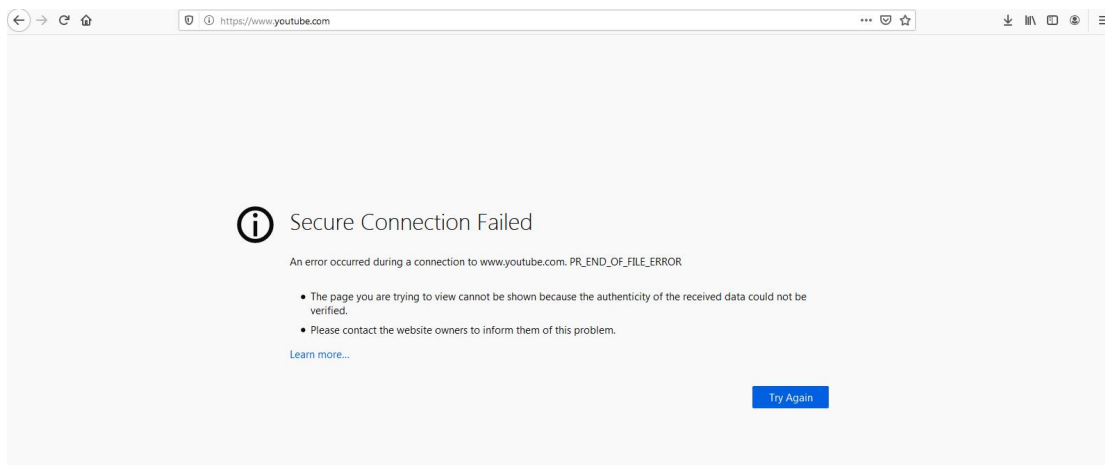 https://www.youtube.com
Secure Connection Failed
An error occurred during a connection to www.youtube.com. PR_END_OF_FILE_ERROR
The page you are trying to view cannot be shown because the authenticity of the received data could not be
verified.
Please contact the website owners to inform them of this problem.
Learn more...
Try Again